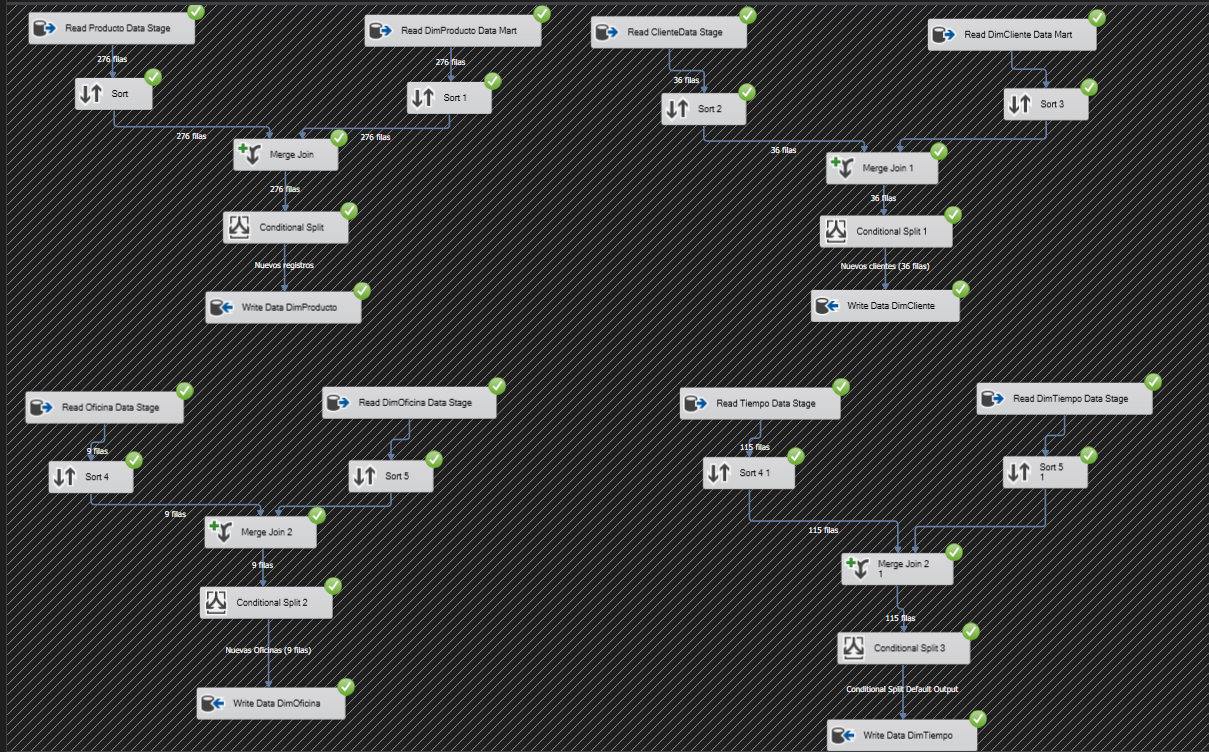 Read Producto Data Stage
276 filas
Sort
276 filas
Read DimProducto Data Mart
276 filas
Sort 1
276 filas
Merge Join
276 filas
Conditional Split
Nuevos registros
Write Data DimProducto
Read ClienteData Stage
36 filas
Sort 2
36 filas
Read DimCliente Data Mart
Sort 3
Merge Join 1
36 filas
Conditional Split 1
Nuevos clientes (36 filas)
Write Data DimCliente
Read Oficina Data Stage
9 filas
Sort 4
9 filas
Read DimOficina Data Stage
Sort 5
Merge Join 2
9 filas
Conditional Split 2
Nuevas Oficinas (9 filas)
Write Data DimOficina
Read Tiempo Data Stage
115 filas
Sort 4 1
115 filas
Read DimTiempo Data Stage
Sort 5
1
Merge Join 2
1
115 filas
Conditional Split 3
Conditional Split Default Output
Write Data DimTiempo